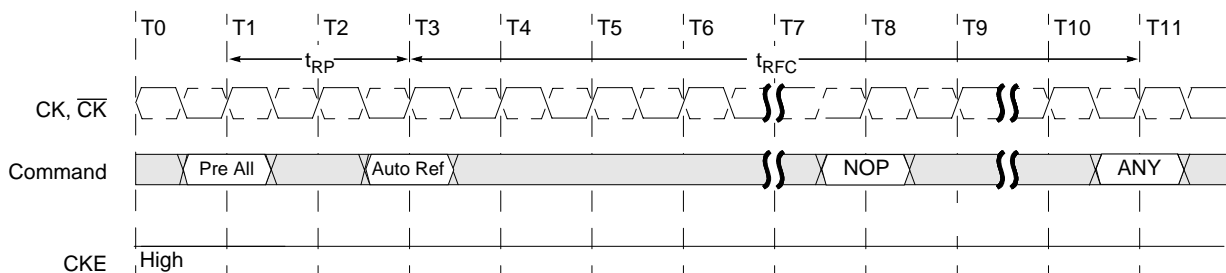 T0 T1 T2 T3 T4 T5 T6 T7 T8 T9 T10 T11
tRP tRFC
CK, C̅K̅
Command Pre All Auto Ref NOP ANY
CKE High